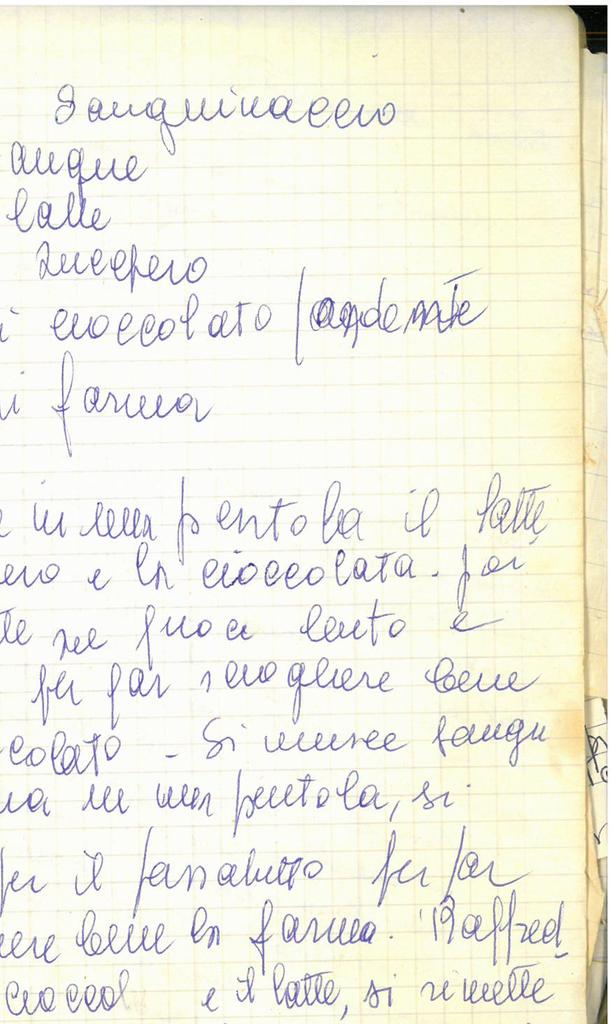 Sanguinaccio
angue
latte
zucchero
i cioccolato fondente
i farina
e in una pentola il latte,
ero e la cioccolata. poi
te sul fuoco lento e
per far sciogliere bene
colato - Si unisce sangu
na in una pentola, si
per il passatutto per far
ere bene la farina. Raffred_
cioccol e il latte, si rimette